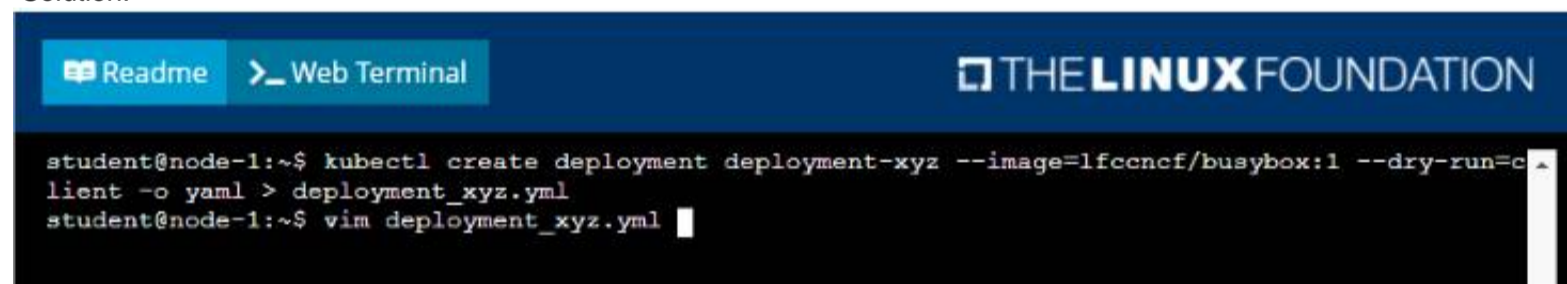 Solution:
Readme >_ Web Terminal THE LINUX FOUNDATION
student@node-1:~$ kubectl create deployment deployment-xyz --image=lfccncf/busybox:1 --dry-run=c
lient -o yaml > deployment_xyz.yml
student@node-1:~$ vim deployment_xyz.yml